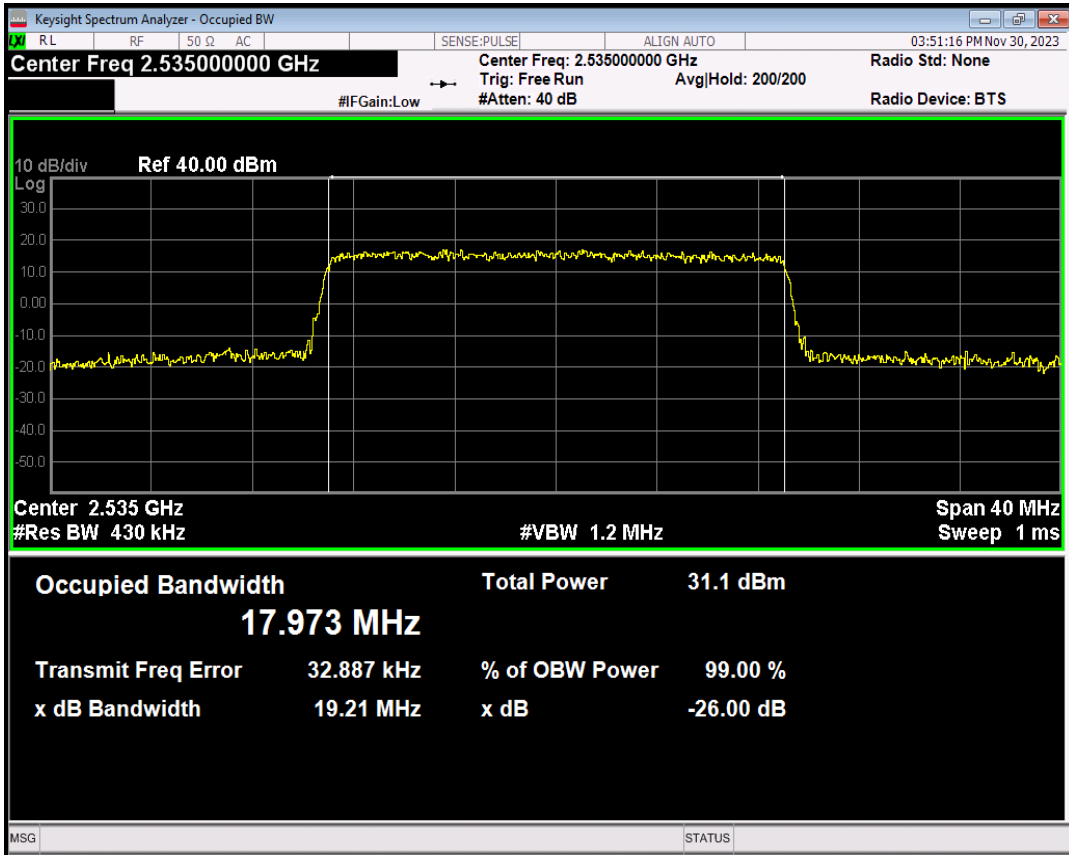 Keysight Spectrum Analyzer - Occupied BW
LXI RL RF 50 Ω AC SENSE:PULSE ALIGN AUTO 03:51:16 PM Nov 30, 2023
Center Freq 2.535000000 GHz
Center Freq: 2.535000000 GHz
Radio Std: None
Trig: Free Run Avg|Hold: 200/200
#IFGain:Low #Atten: 40 dB Radio Device: BTS
10 dB/div Ref 40.00 dBm
Log
30.0
20.0
10.0
0.00
-10.0
-20.0
-30.0
-40.0
-50.0
Center 2.535 GHz Span 40 MHz
#Res BW 430 kHz #VBW 1.2 MHz Sweep 1 ms
Occupied Bandwidth Total Power 31.1 dBm
17.973 MHz
Transmit Freq Error 32.887 kHz % of OBW Power 99.00 %
x dB Bandwidth 19.21 MHz x dB -26.00 dB
MSG STATUS